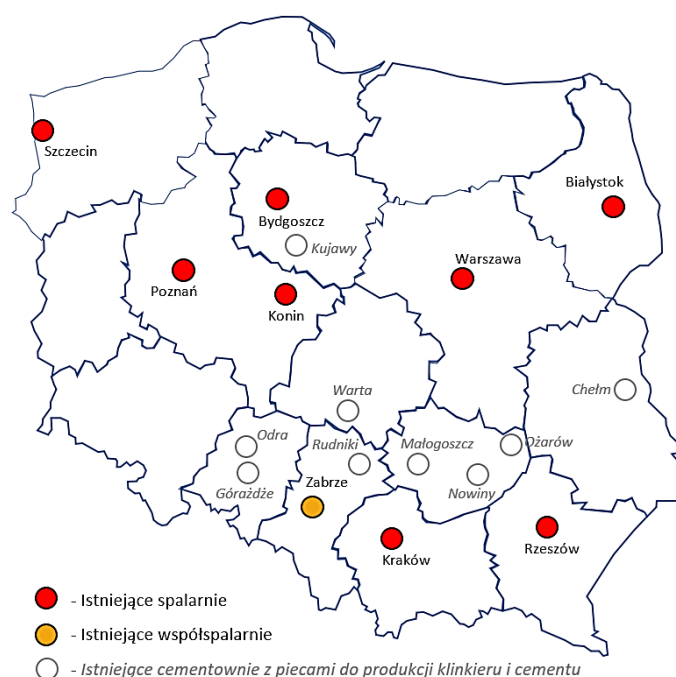 Szczecin
Białystok
Bydgoszcz
Kujawy
Warszawa
Poznań
Konin
Warta
Chełm
Odra
Rudniki
Małogoszcz
Ożarów
Górażdże
Zabrze
Nowiny
Kraków
Rzeszów
- Istniejące spalarnie
- Istniejące współspalarnie
- Istniejące cementownie z piecami do produkcji klinkieru i cementu